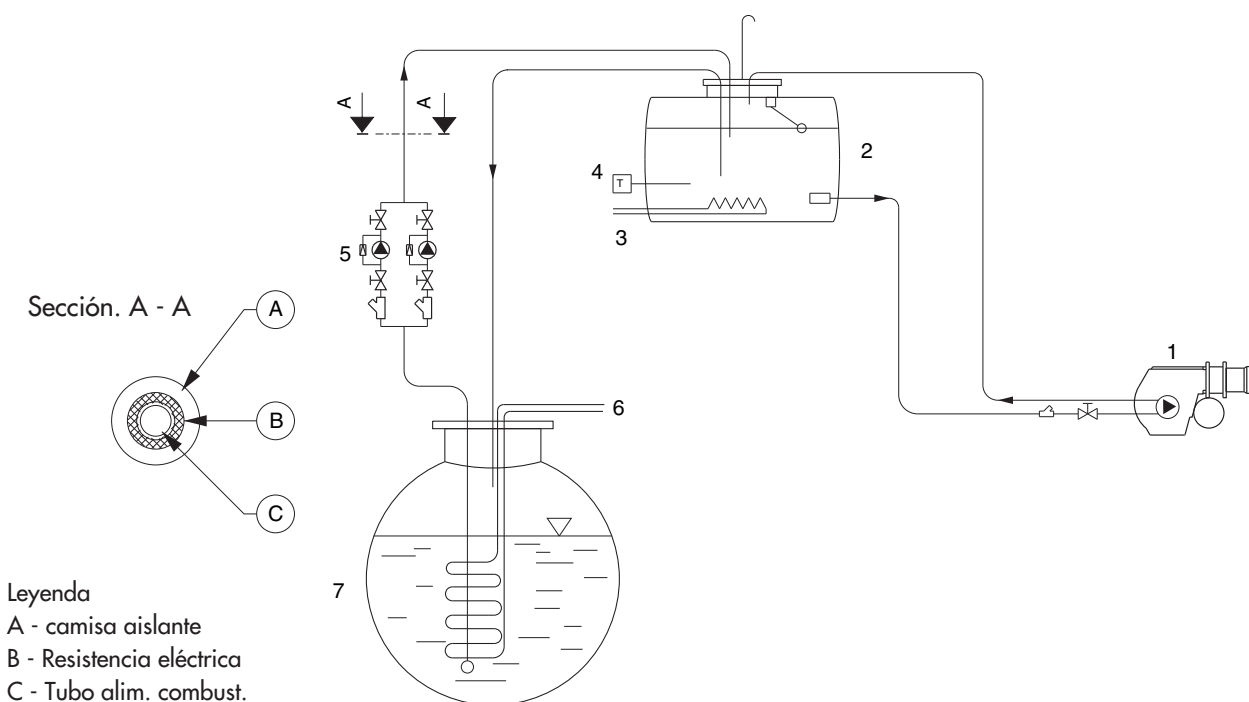 A
A
2
4
T
3
5
Sección. A - A
A
B
C
1
6
7
Leyenda
A - camisa aislante
B - Resistencia eléctrica
C - Tubo alim. combust.